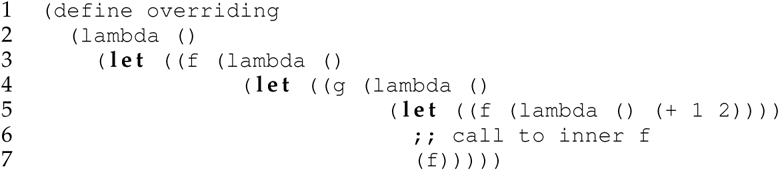 1 (define overriding
2   (lambda ()
3     (let ((f (lambda ()
4                (let ((g (lambda ()
5                           (let ((f (lambda () (+ 1 2))))
6                             ;; call to inner f
7                             (f)))))